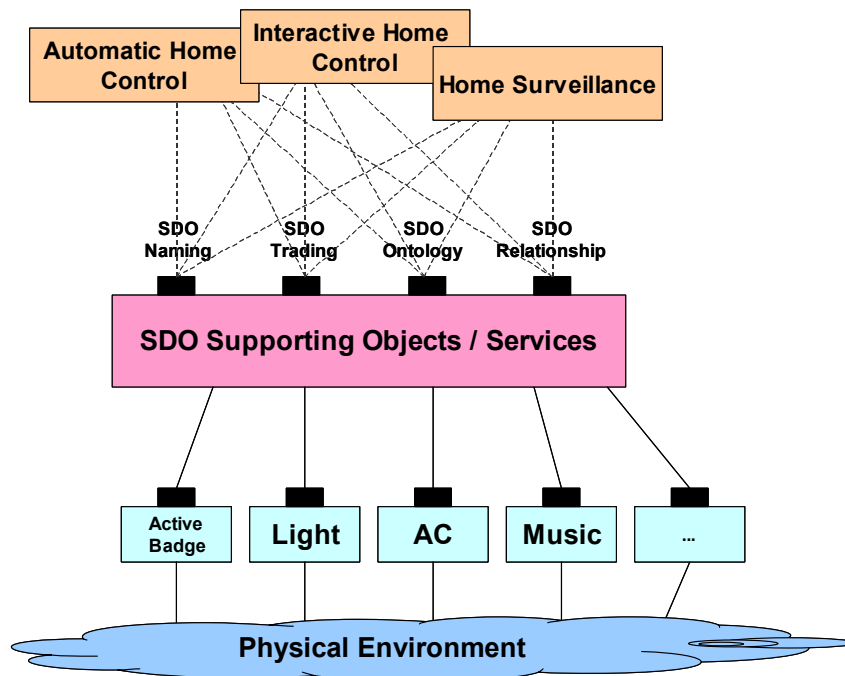 Automatic Home
Control
Interactive Home
Control
Home Surveillance
SDO
Naming
SDO
Trading
SDO
Ontology
SDO
Relationship
SDO Supporting Objects / Services
Active
Badge
Light
AC
Music
...
Physical Environment